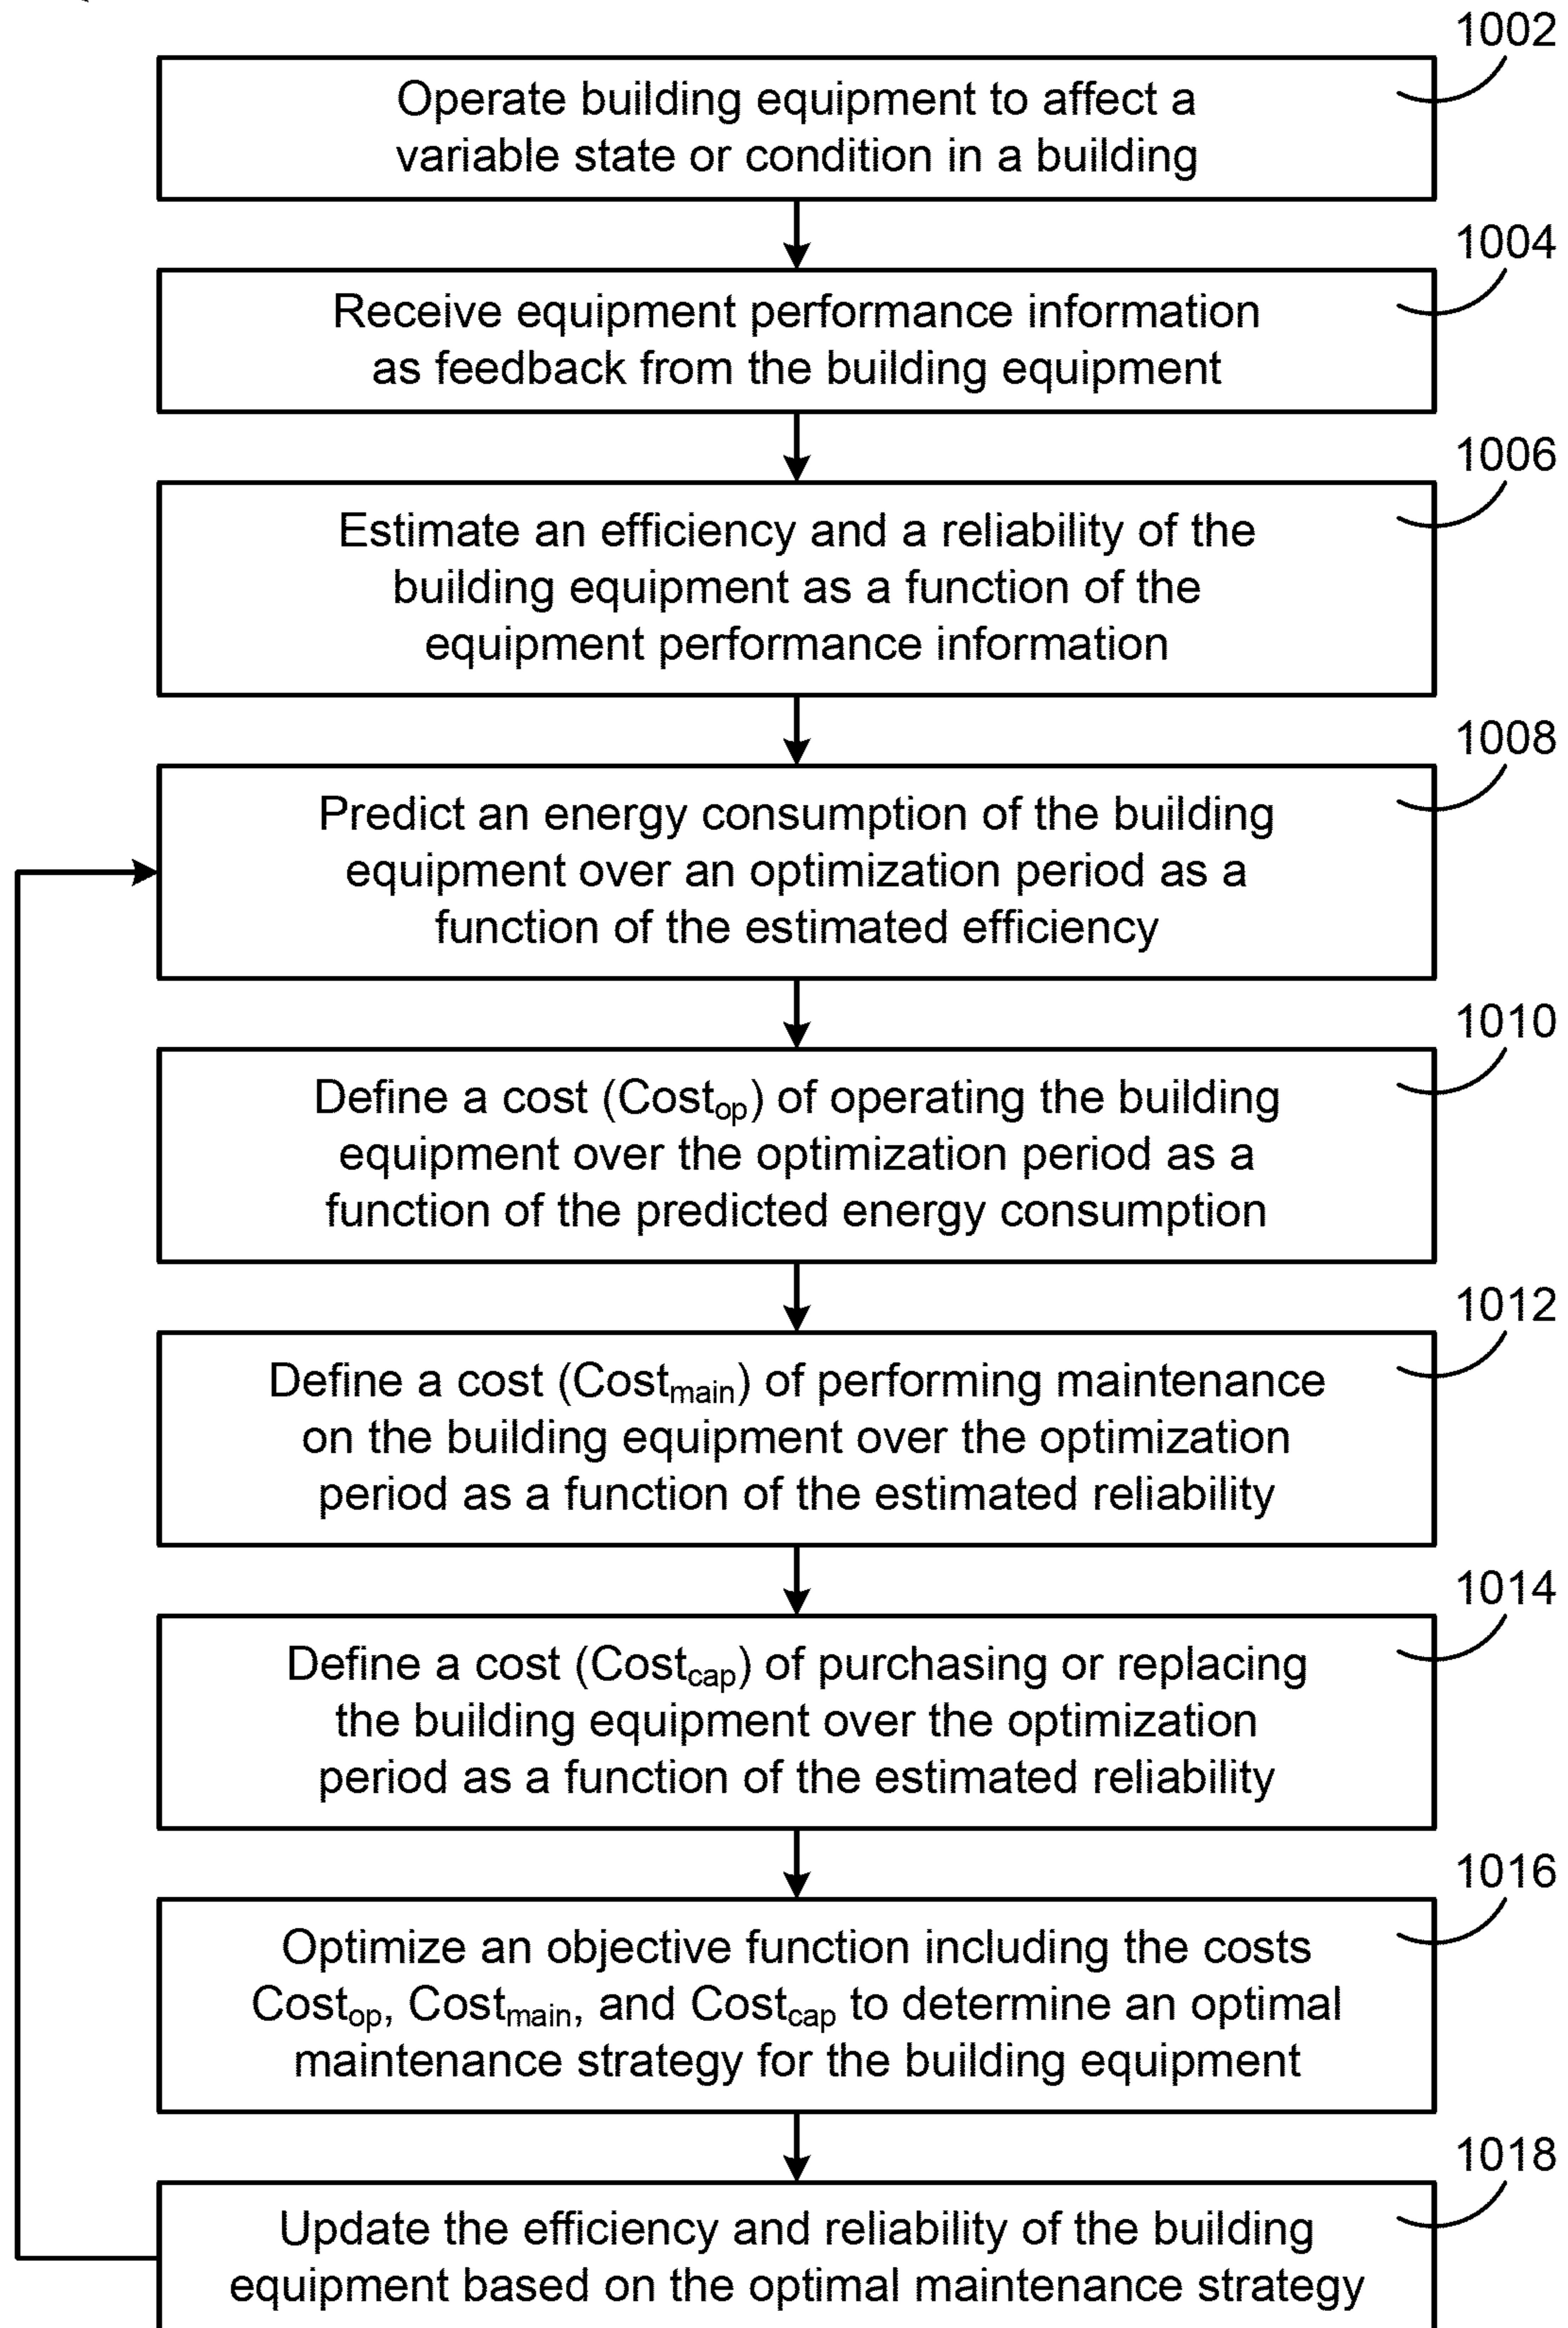 1002
Operate building equipment to affect a
variable state or condition in a building
1004
Receive equipment performance information
as feedback from the building equipment
1006
Estimate an efficiency and a reliability of the
building equipment as a function of the
equipment performance information
1008
Predict an energy consumption of the building
equipment over an optimization period as a
function of the estimated efficiency
1010
Define a cost (Cost_op) of operating the building
equipment over the optimization period as a
function of the predicted energy consumption
1012
Define a cost (Cost_main) of performing maintenance
on the building equipment over the optimization
period as a function of the estimated reliability
1014
Define a cost (Cost_cap) of purchasing or replacing
the building equipment over the optimization
period as a function of the estimated reliability
1016
Optimize an objective function including the costs
Cost_op, Cost_main, and Cost_cap to determine an optimal
maintenance strategy for the building equipment
1018
Update the efficiency and reliability of the building
equipment based on the optimal maintenance strategy